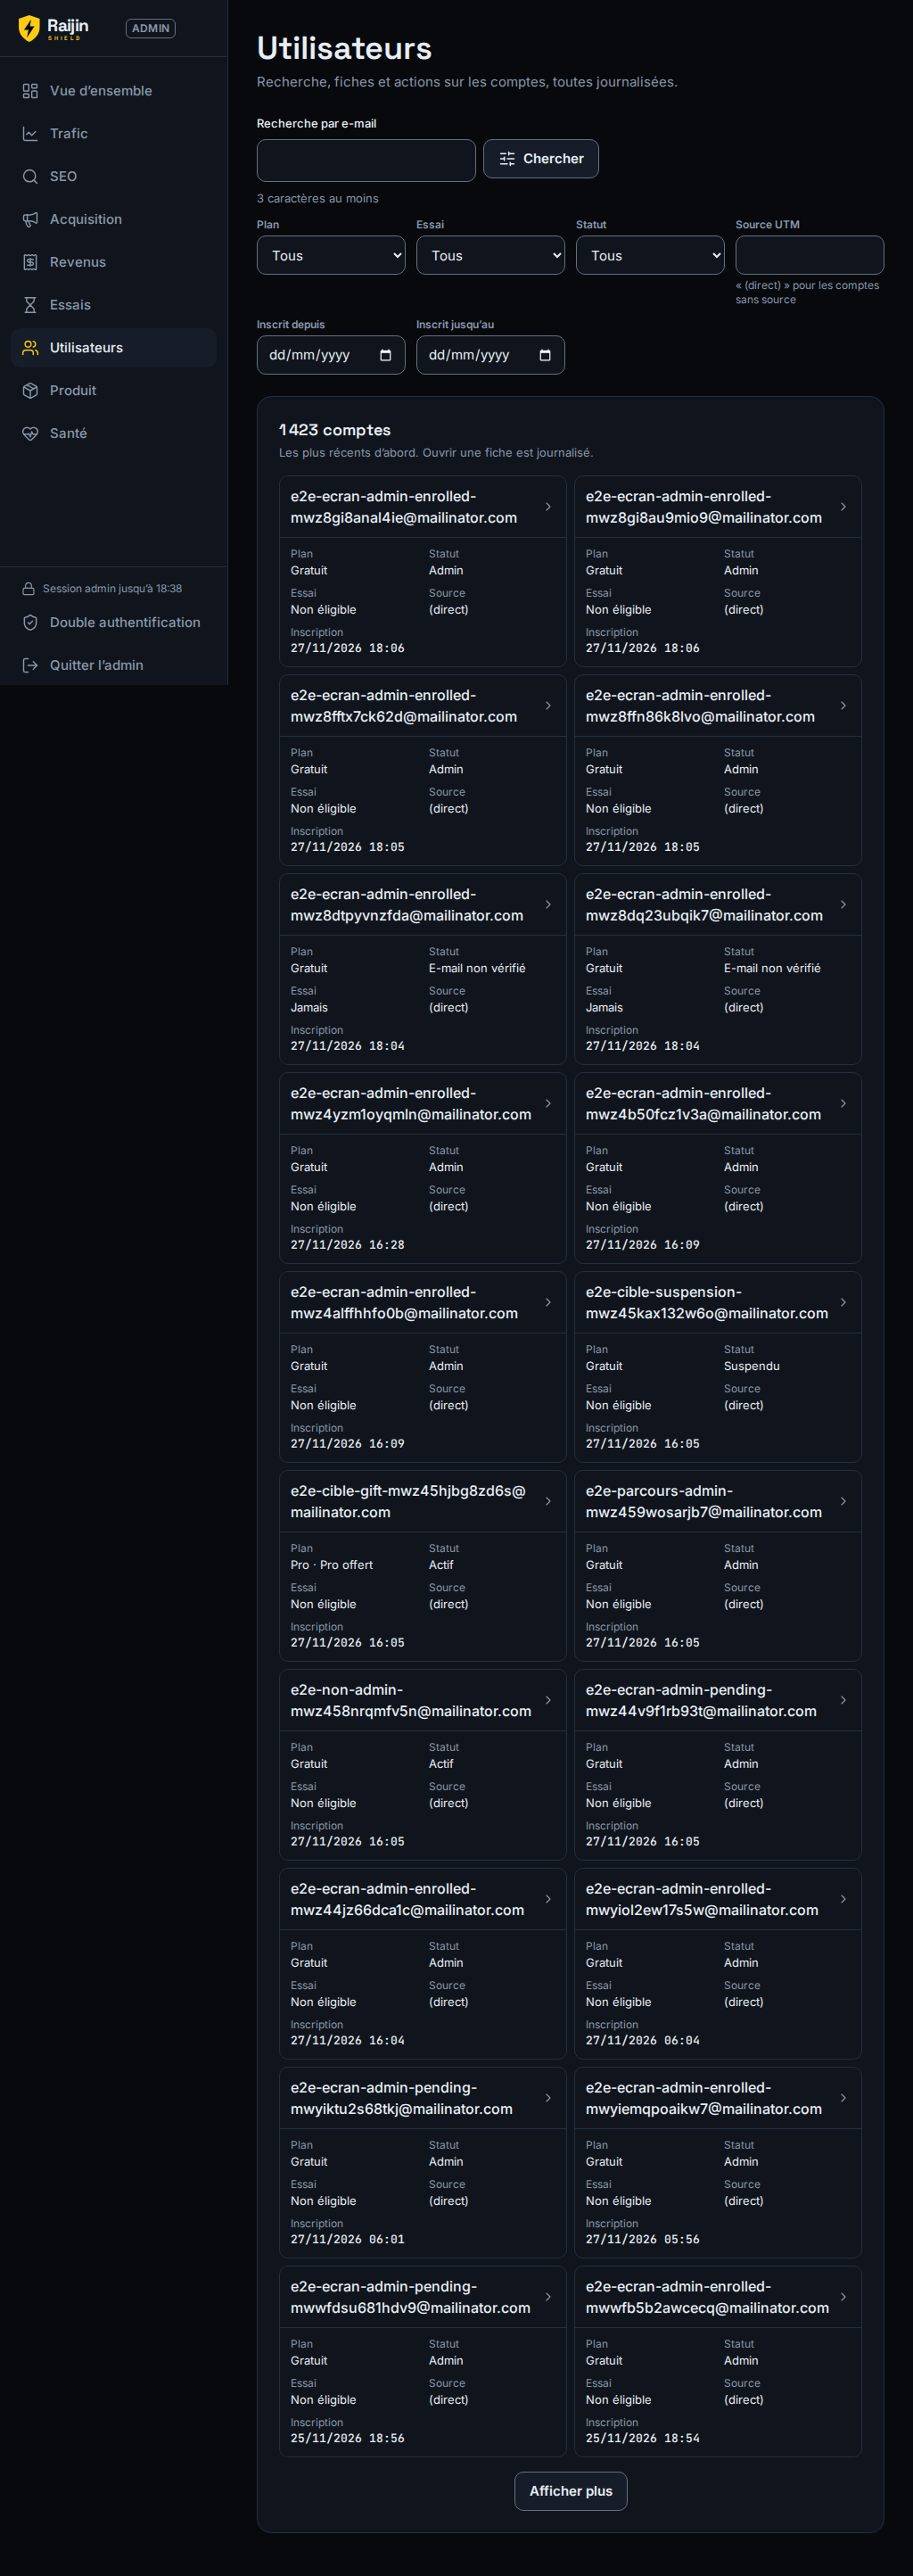 Raijin
SHIELD
ADMIN
Vue d’ensemble
Trafic
SEO
Acquisition
Revenus
Essais
Utilisateurs
Produit
Santé
Session admin jusqu’à 18:38
Double authentification
Quitter l’admin
Utilisateurs
Recherche, fiches et actions sur les comptes, toutes journalisées.
Recherche par e-mail
Chercher
3 caractères au moins
Plan Essai Statut Source UTM
Tous Tous Tous
« (direct) » pour les comptes
sans source
Inscrit depuis Inscrit jusqu’au
dd/mm/yyyy dd/mm/yyyy
1 423 comptes
Les plus récents d’abord. Ouvrir une fiche est journalisé.
e2e-ecran-admin-enrolled-
mwz8gi8anal4ie@mailinator.com
Plan Statut
Gratuit Admin
Essai Source
Non éligible (direct)
Inscription
27/11/2026 18:06
e2e-ecran-admin-enrolled-
mwz8gi8au9mio9@mailinator.com
Plan Statut
Gratuit Admin
Essai Source
Non éligible (direct)
Inscription
27/11/2026 18:06
e2e-ecran-admin-enrolled-
mwz8fftx7ck62d@mailinator.com
Plan Statut
Gratuit Admin
Essai Source
Non éligible (direct)
Inscription
27/11/2026 18:05
e2e-ecran-admin-enrolled-
mwz8ffn86k8lvo@mailinator.com
Plan Statut
Gratuit Admin
Essai Source
Non éligible (direct)
Inscription
27/11/2026 18:05
e2e-ecran-admin-enrolled-
mwz8dtpyvnzfda@mailinator.com
Plan Statut
Gratuit E-mail non vérifié
Essai Source
Jamais (direct)
Inscription
27/11/2026 18:04
e2e-ecran-admin-enrolled-
mwz8dq23ubqik7@mailinator.com
Plan Statut
Gratuit E-mail non vérifié
Essai Source
Jamais (direct)
Inscription
27/11/2026 18:04
e2e-ecran-admin-enrolled-
mwz4yzm1oyqmln@mailinator.com
Plan Statut
Gratuit Admin
Essai Source
Non éligible (direct)
Inscription
27/11/2026 16:28
e2e-ecran-admin-enrolled-
mwz4b50fcz1v3a@mailinator.com
Plan Statut
Gratuit Admin
Essai Source
Non éligible (direct)
Inscription
27/11/2026 16:09
e2e-ecran-admin-enrolled-
mwz4alffhhfo0b@mailinator.com
Plan Statut
Gratuit Admin
Essai Source
Non éligible (direct)
Inscription
27/11/2026 16:09
e2e-cible-suspension-
mwz45kax132w6o@mailinator.com
Plan Statut
Gratuit Suspendu
Essai Source
Non éligible (direct)
Inscription
27/11/2026 16:05
e2e-cible-gift-mwz45hjbg8zd6s@
mailinator.com
Plan Statut
Pro · Pro offert Actif
Essai Source
Non éligible (direct)
Inscription
27/11/2026 16:05
e2e-parcours-admin-
mwz459wosarjb7@mailinator.com
Plan Statut
Gratuit Admin
Essai Source
Non éligible (direct)
Inscription
27/11/2026 16:05
e2e-non-admin-
mwz458nrqmfv5n@mailinator.com
Plan Statut
Gratuit Actif
Essai Source
Non éligible (direct)
Inscription
27/11/2026 16:05
e2e-ecran-admin-pending-
mwz44v9f1rb93t@mailinator.com
Plan Statut
Gratuit Admin
Essai Source
Non éligible (direct)
Inscription
27/11/2026 16:05
e2e-ecran-admin-enrolled-
mwz44jz66dca1c@mailinator.com
Plan Statut
Gratuit Admin
Essai Source
Non éligible (direct)
Inscription
27/11/2026 16:04
e2e-ecran-admin-enrolled-
mwyiol2ew17s5w@mailinator.com
Plan Statut
Gratuit Admin
Essai Source
Non éligible (direct)
Inscription
27/11/2026 06:04
e2e-ecran-admin-pending-
mwyiktu2s68tkj@mailinator.com
Plan Statut
Gratuit Admin
Essai Source
Non éligible (direct)
Inscription
27/11/2026 06:01
e2e-ecran-admin-enrolled-
mwyiemqpoaikw7@mailinator.com
Plan Statut
Gratuit Admin
Essai Source
Non éligible (direct)
Inscription
27/11/2026 05:56
e2e-ecran-admin-pending-
mwwfdsu681hdv9@mailinator.com
Plan Statut
Gratuit Admin
Essai Source
Non éligible (direct)
Inscription
25/11/2026 18:56
e2e-ecran-admin-enrolled-
mwwfb5b2awcecq@mailinator.com
Plan Statut
Gratuit Admin
Essai Source
Non éligible (direct)
Inscription
25/11/2026 18:54
Afficher plus